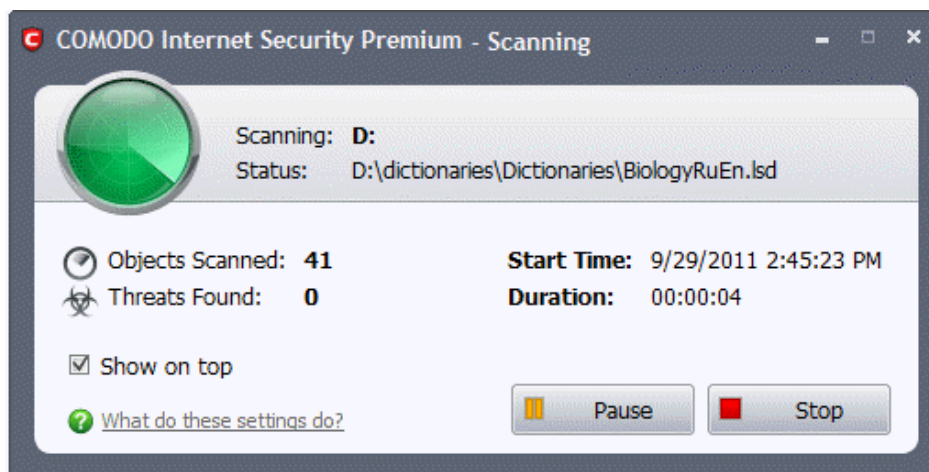 COMODO Internet Security Premium - Scanning
Scanning: D:
Status: D:\dictionaries\Dictionaries\BiologyRuEn.lsd
Objects Scanned: 41
Start Time: 9/29/2011 2:45:23 PM
Threats Found: 0
Duration: 00:00:04
Show on top
What do these settings do?
Pause
Stop